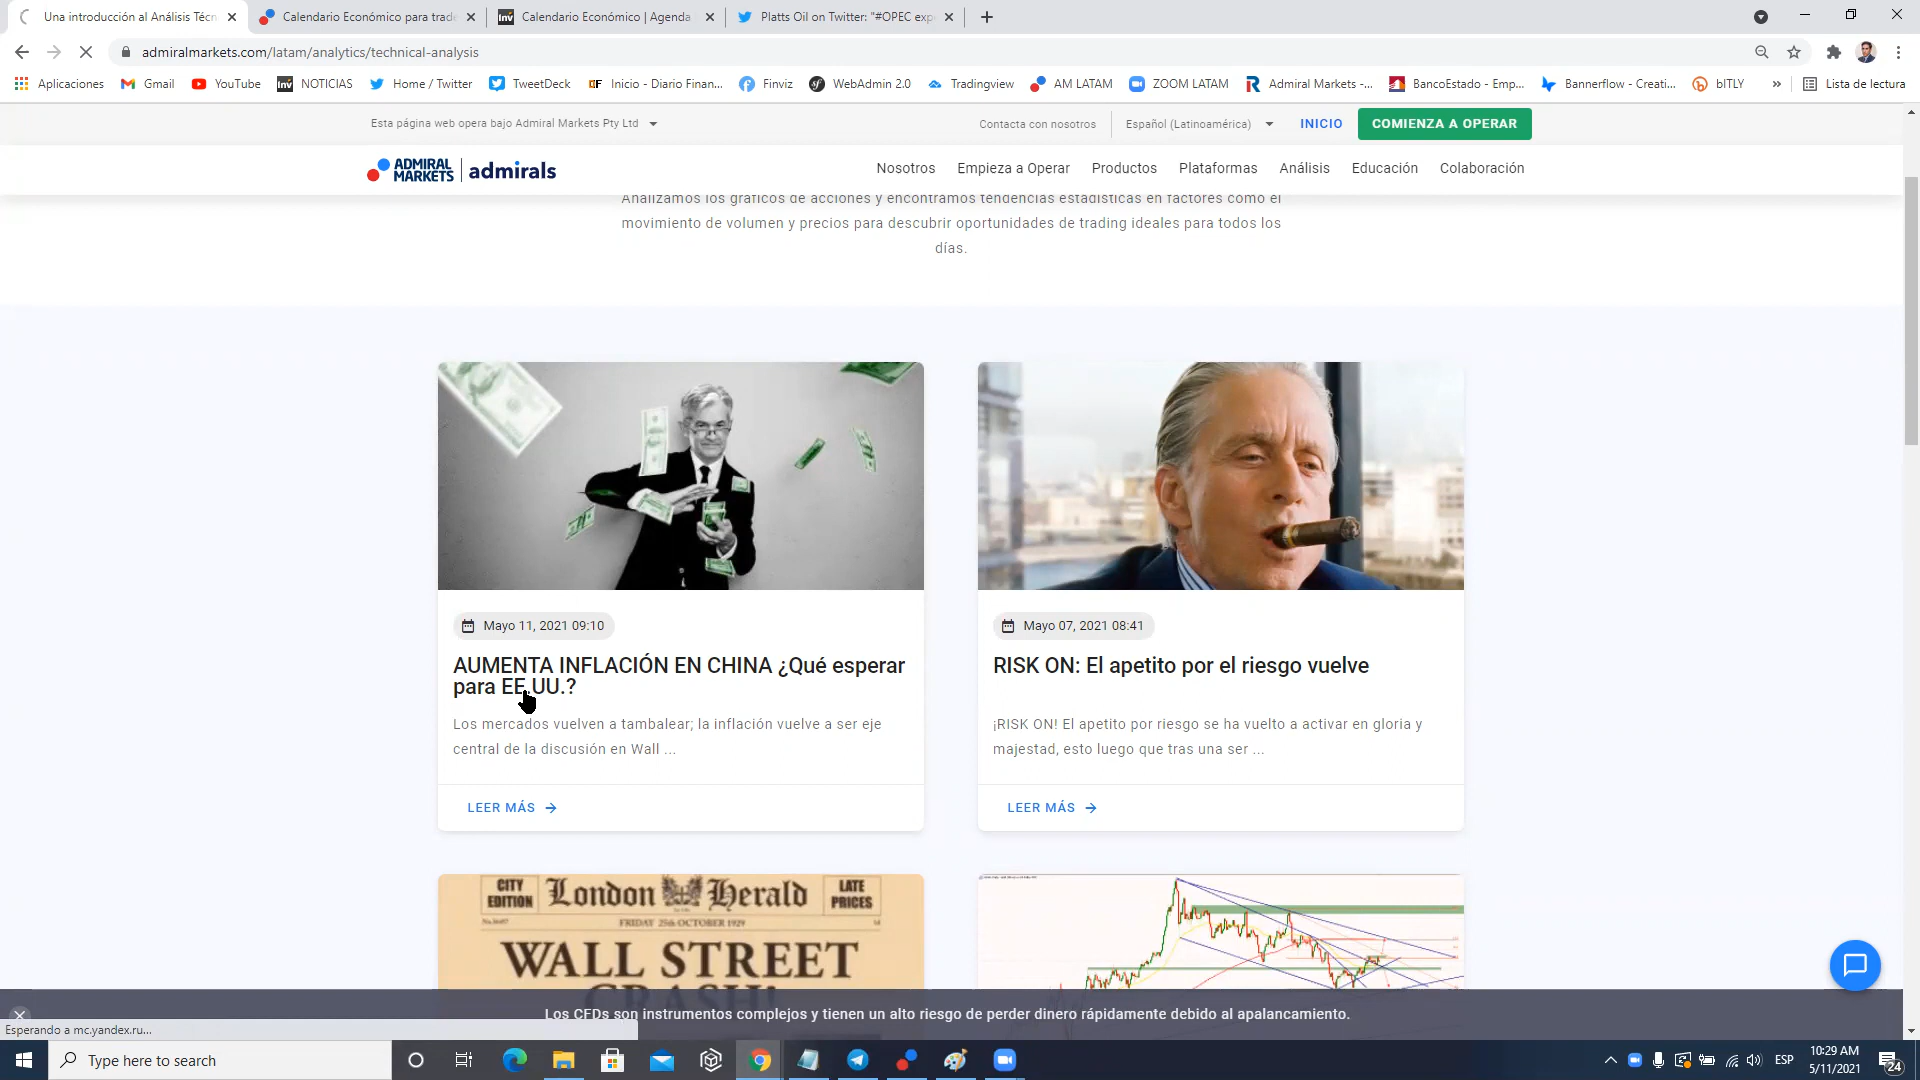 Una introducción al Análisis Técn
Calendario Económico para trade
Inv Calendario Económico | Agenda
Platts Oil on Twitter: "#OPEC exp
admiralmarkets.com/latam/analytics/technical-analysis
Aplicaciones Gmail YouTube Inv NOTICIAS Home / Twitter TweetDeck DF Inicio - Diario Finan... Finviz WebAdmin 2.0 Tradingview AM LATAM ZOOM LATAM Admiral Markets -... BancoEstado - Emp... Bannerflow - Creati... bITLY » Lista de lectura
Esta página web opera bajo Admiral Markets Pty Ltd
Contacta con nosotros Español (Latinoamérica) INICIO COMIENZA A OPERAR
ADMIRAL MARKETS | admirals
Nosotros Empieza a Operar Productos Plataformas Análisis Educación Colaboración
Analizamos los gráficos de acciones y encontramos tendencias estadísticas en factores como el
movimiento de volumen y precios para descubrir oportunidades de trading ideales para todos los
días.
Mayo 11, 2021 09:10
AUMENTA INFLACIÓN EN CHINA ¿Qué esperar
para EE.UU.?
Los mercados vuelven a tambalear; la inflación vuelve a ser eje
central de la discusión en Wall ...
LEER MÁS
Mayo 07, 2021 08:41
RISK ON: El apetito por el riesgo vuelve
¡RISK ON! El apetito por riesgo se ha vuelto a activar en gloria y
majestad, esto luego que tras una ser ...
LEER MÁS
CITY EDITION London Herald LATE PRICES
FRIDAY 25th OCTOBER 1929
WALL STREET
CRASH!
Los CFDs son instrumentos complejos y tienen un alto riesgo de perder dinero rápidamente debido al apalancamiento.
Esperando a mc.yandex.ru...
Type here to search
ESP
10:29 AM
5/11/2021
24